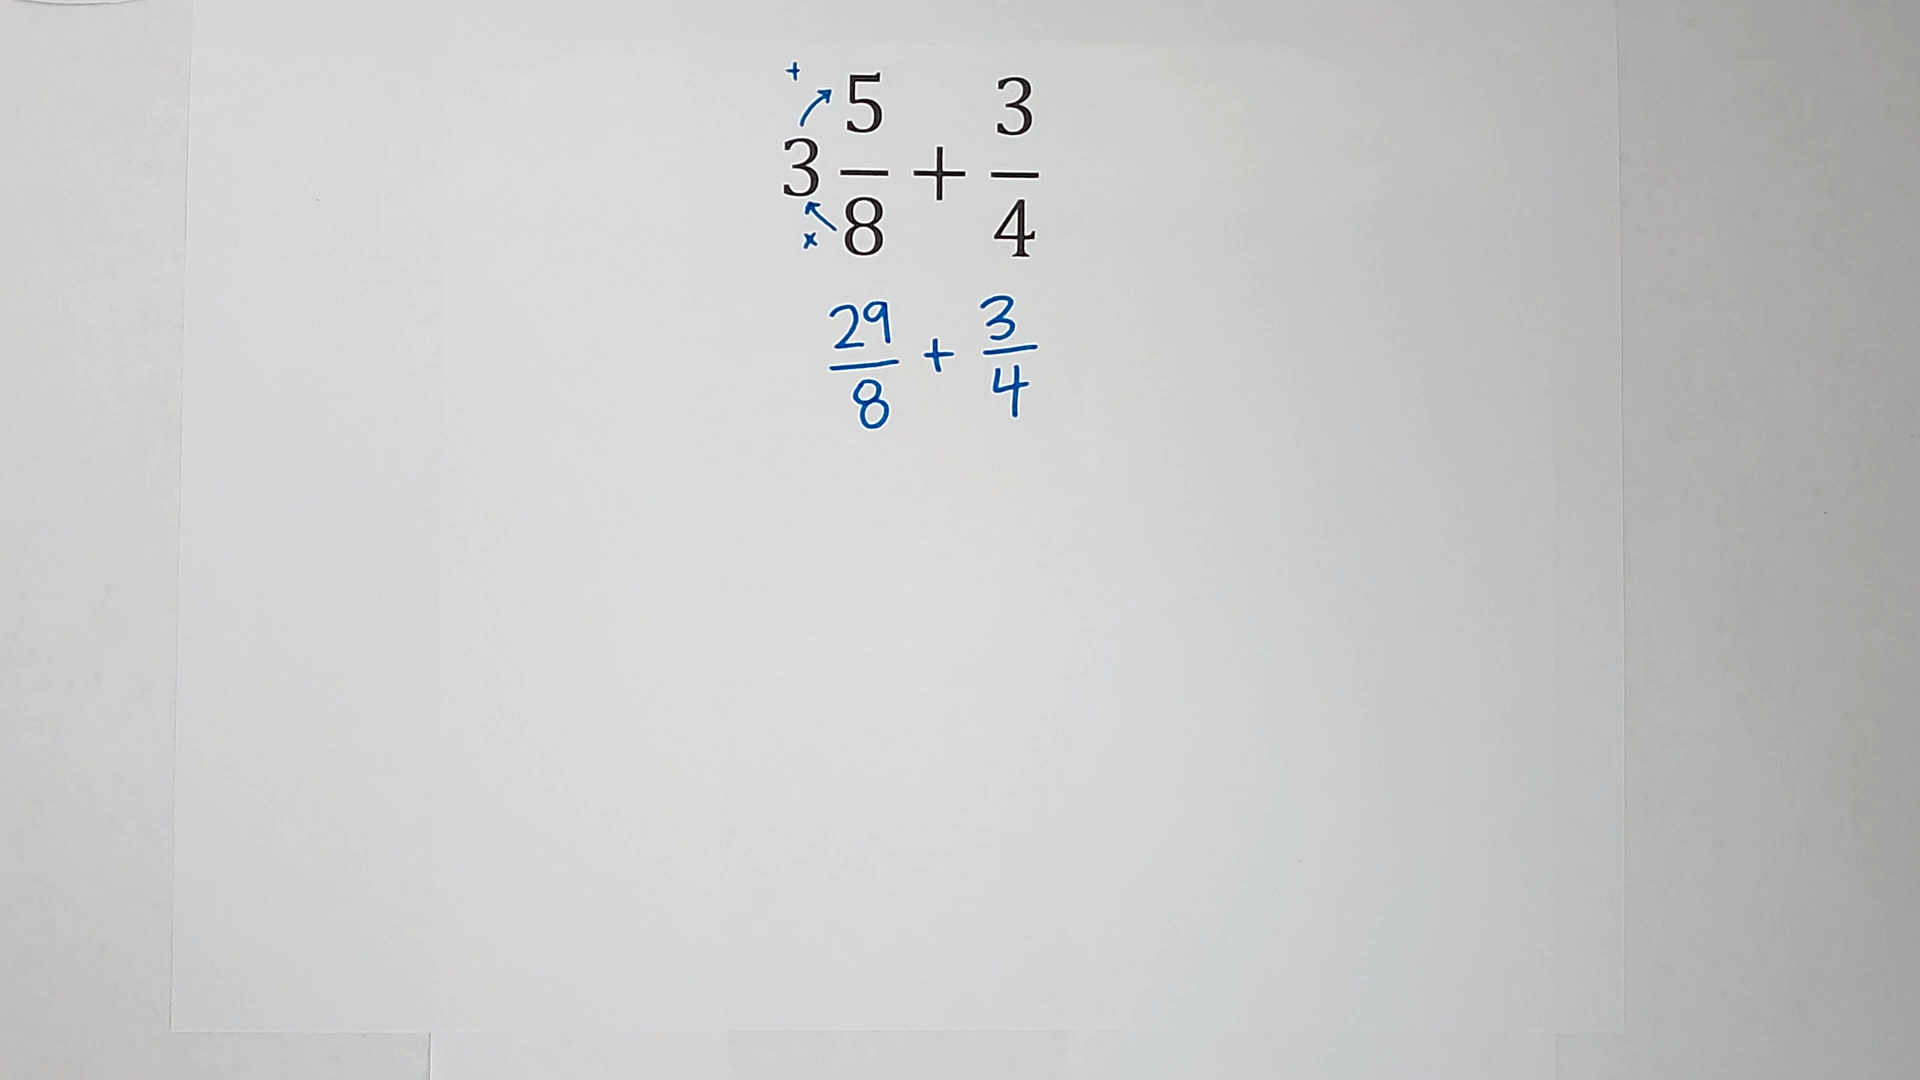 3 5/8 + 3/4
+
×
29/8 + 3/4